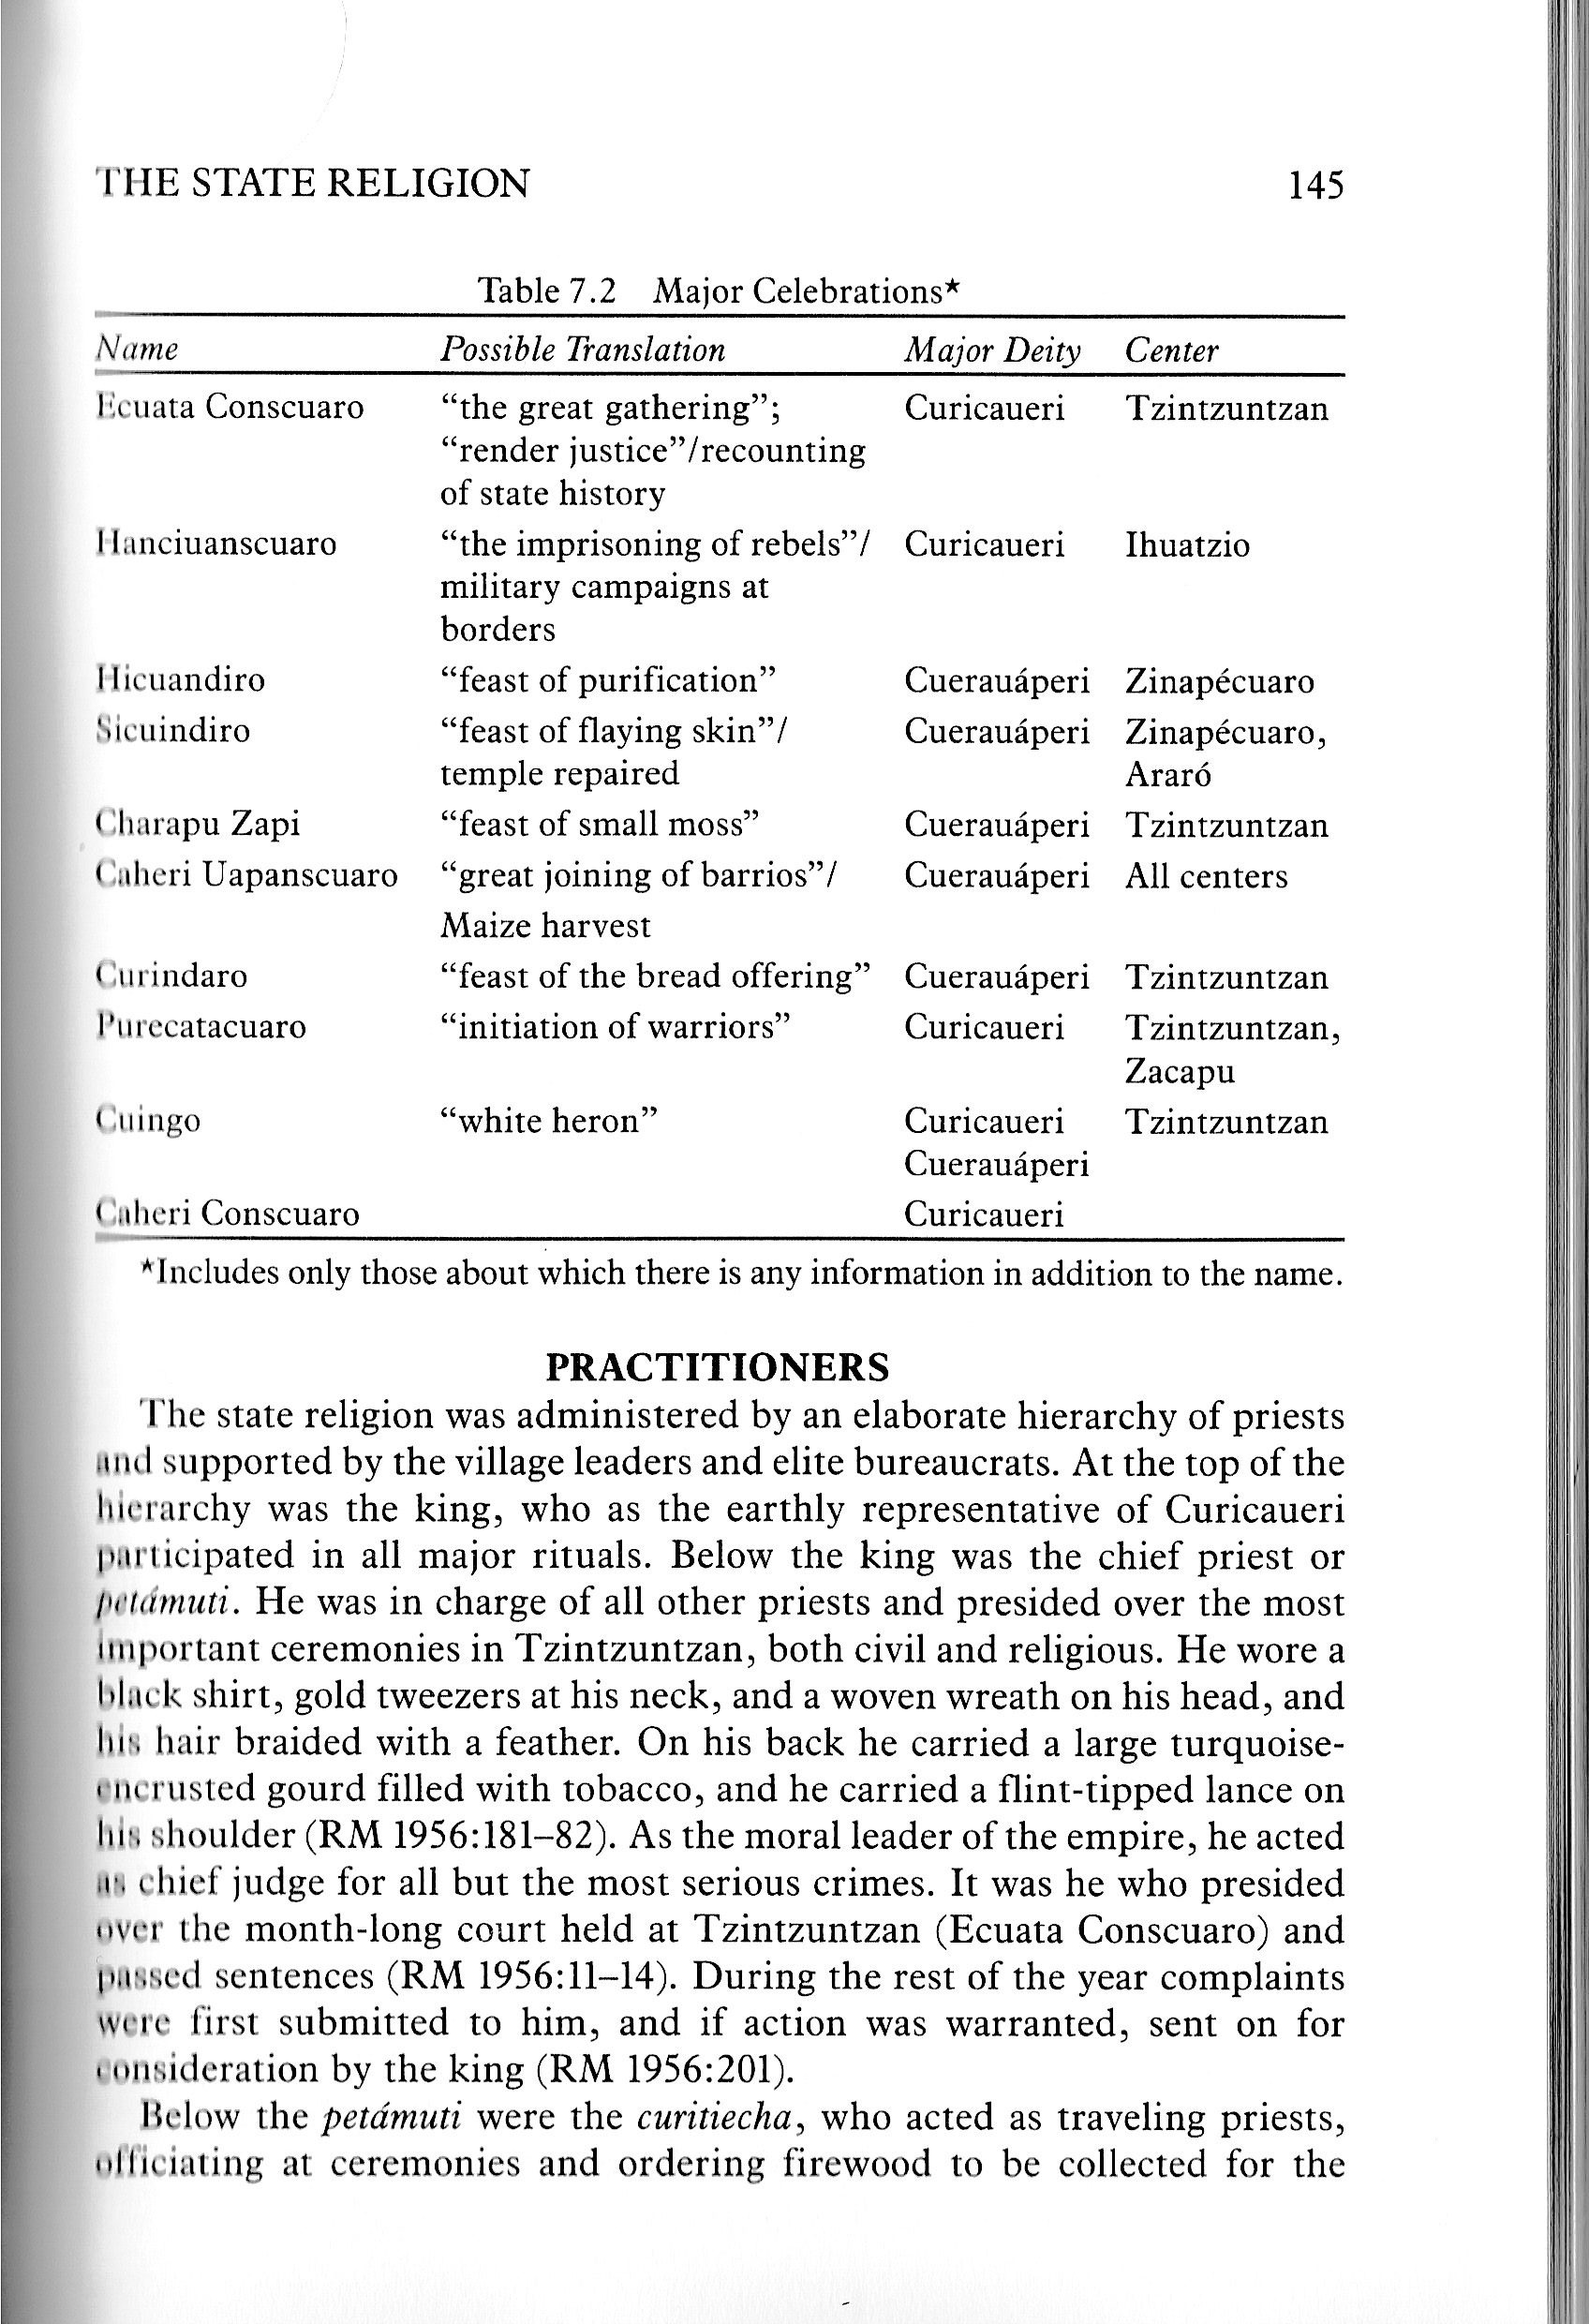 THE STATE RELIGION 145
Table 7.2 Major Celebrations*
Name Possible Translation Major Deity Center
Ecuata Conscuaro “the great gathering”; Curicaueri Tzintzuntzan
“render justice”/recounting
of state history
Hanciuanscuaro “the imprisoning of rebels”/ Curicaueri Ihuatzio
military campaigns at
borders
Hicuandiro “feast of purification” Cuerauáperi Zinapécuaro
Sicuindiro “feast of flaying skin”/ Cuerauáperi Zinapécuaro,
temple repaired Araró
Charapu Zapi “feast of small moss” Cuerauáperi Tzintzuntzan
Caheri Uapanscuaro “great joining of barrios”/ Cuerauáperi All centers
Maize harvest
Curindaro “feast of the bread offering” Cuerauáperi Tzintzuntzan
Purecatacuaro “initiation of warriors” Curicaueri Tzintzuntzan,
Zacapu
Cuingo “white heron” Curicaueri Tzintzuntzan
Cuerauáperi
Caheri Conscuaro Curicaueri
*Includes only those about which there is any information in addition to the name.
PRACTITIONERS
The state religion was administered by an elaborate hierarchy of priests
and supported by the village leaders and elite bureaucrats. At the top of the
hierarchy was the king, who as the earthly representative of Curicaueri
participated in all major rituals. Below the king was the chief priest or
petámuti. He was in charge of all other priests and presided over the most
important ceremonies in Tzintzuntzan, both civil and religious. He wore a
black shirt, gold tweezers at his neck, and a woven wreath on his head, and
his hair braided with a feather. On his back he carried a large turquoise-
encrusted gourd filled with tobacco, and he carried a flint-tipped lance on
his shoulder (RM 1956:181–82). As the moral leader of the empire, he acted
as chief judge for all but the most serious crimes. It was he who presided
over the month-long court held at Tzintzuntzan (Ecuata Conscuaro) and
passed sentences (RM 1956:11–14). During the rest of the year complaints
were first submitted to him, and if action was warranted, sent on for
consideration by the king (RM 1956:201).
Below the petámuti were the curitiecha, who acted as traveling priests,
officiating at ceremonies and ordering firewood to be collected for the